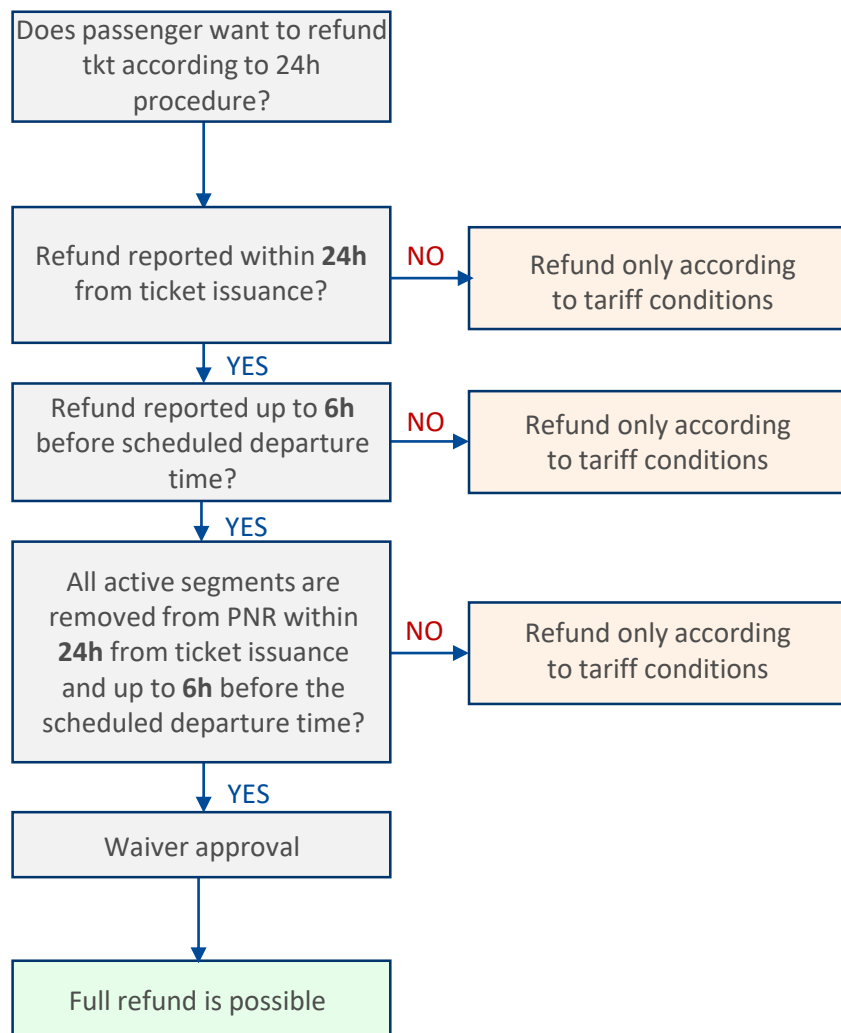 Does passenger want to refund
tkt according to 24h
procedure?
Refund reported within 24h
from ticket issuance?
NO
Refund only according
to tariff conditions
YES
Refund reported up to 6h
before scheduled departure
time?
NO
Refund only according
to tariff conditions
YES
All active segments are
removed from PNR within
24h from ticket issuance
and up to 6h before the
scheduled departure time?
NO
Refund only according
to tariff conditions
YES
Waiver approval
Full refund is possible